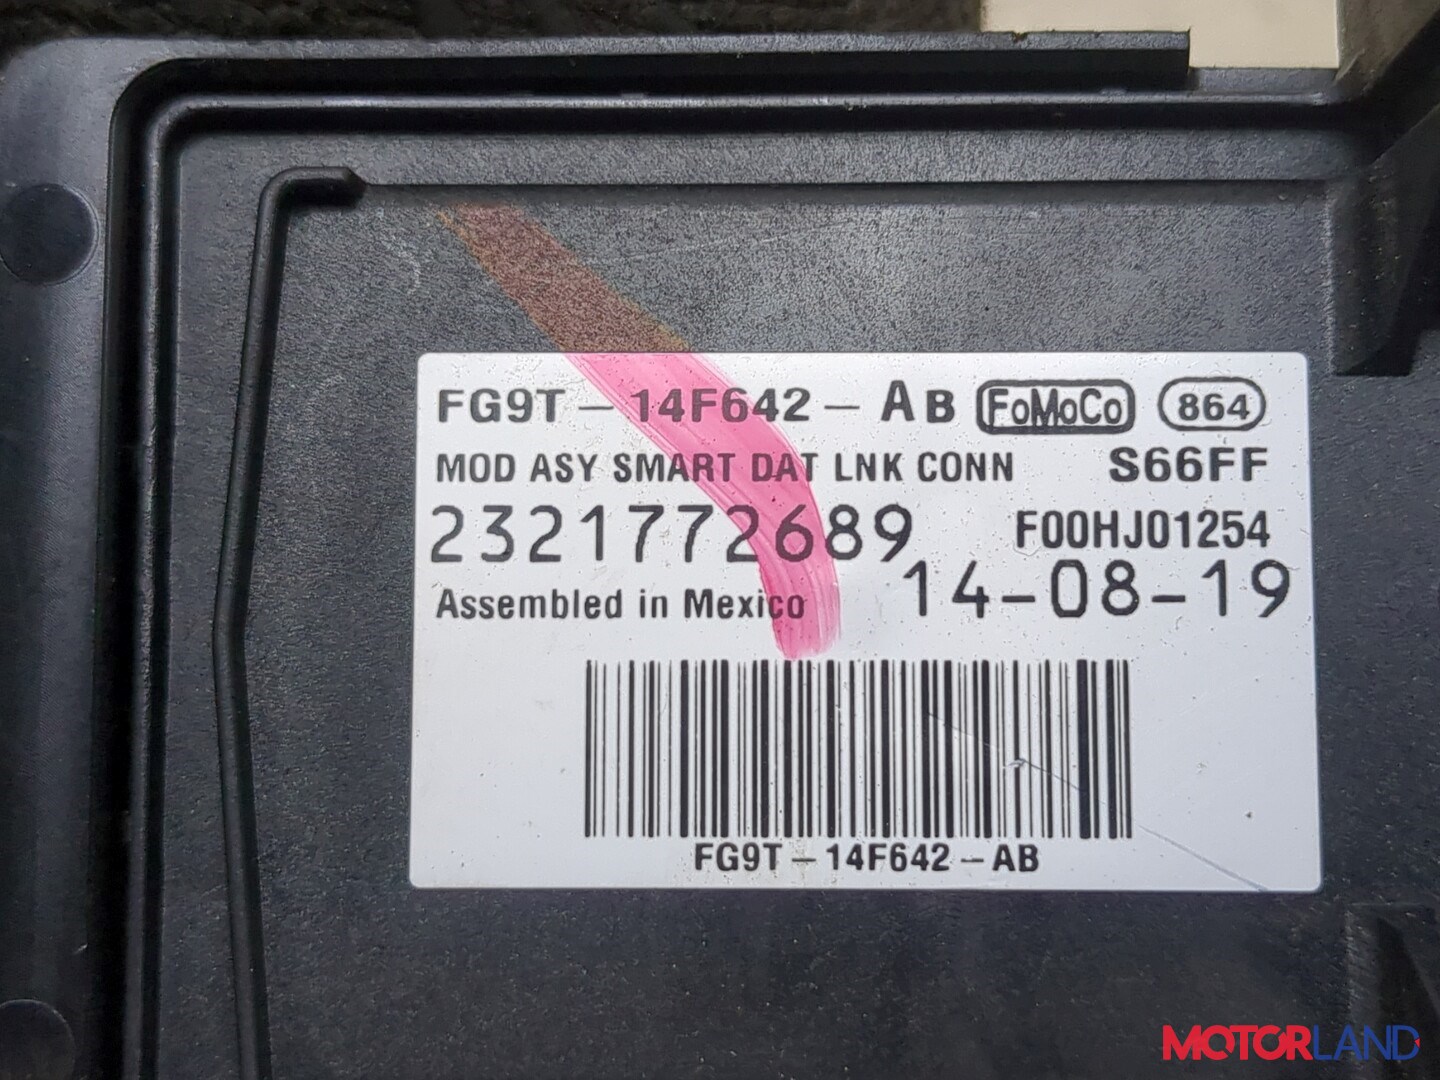 FG9T-14F642-AB FoMoCo 864
MOD ASY SMART DAT LNK CONN S66FF
2321772689 F00HJ01254
Assembled in Mexico 14-08-19
FG9T-14F642-AB
MOTORLAND